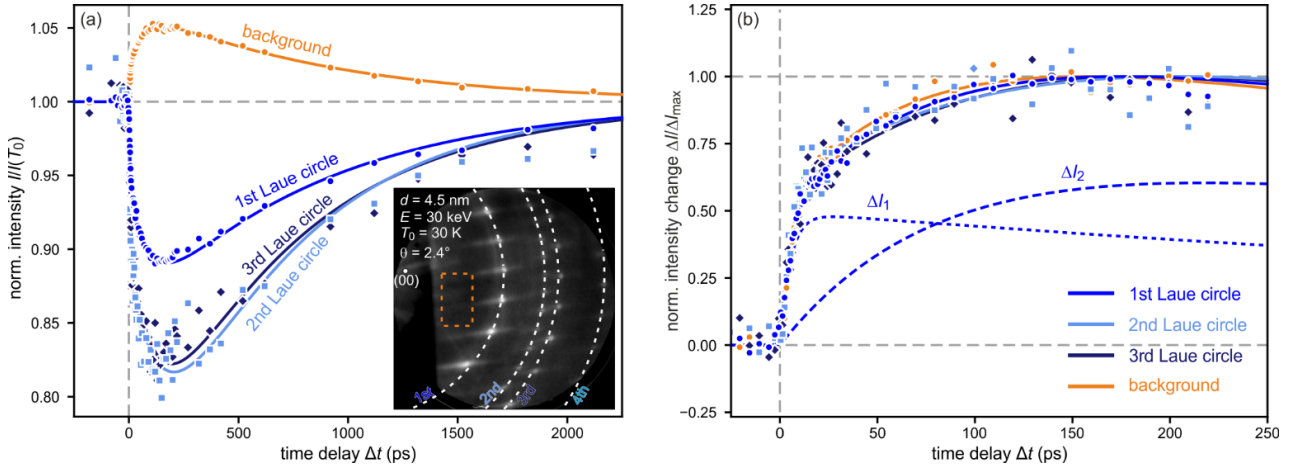 (a)
norm. intensity I/I(T₀)
1.05
1.00
0.95
0.90
0.85
0.80
background
1st Laue circle
3rd Laue circle
2nd Laue circle
d = 4.5 nm
E = 30 keV
T₀ = 30 K
θ = 2.4°
(00)
1st
2nd
3rd
4th
0
500
1000
1500
2000
time delay Δt (ps)
(b)
norm. intensity change ΔI/ΔIₘₐₓ
1.25
1.00
0.75
0.50
0.25
0.00
−0.25
ΔI₁
ΔI₂
1st Laue circle
2nd Laue circle
3rd Laue circle
background
0
50
100
150
200
250
time delay Δt (ps)